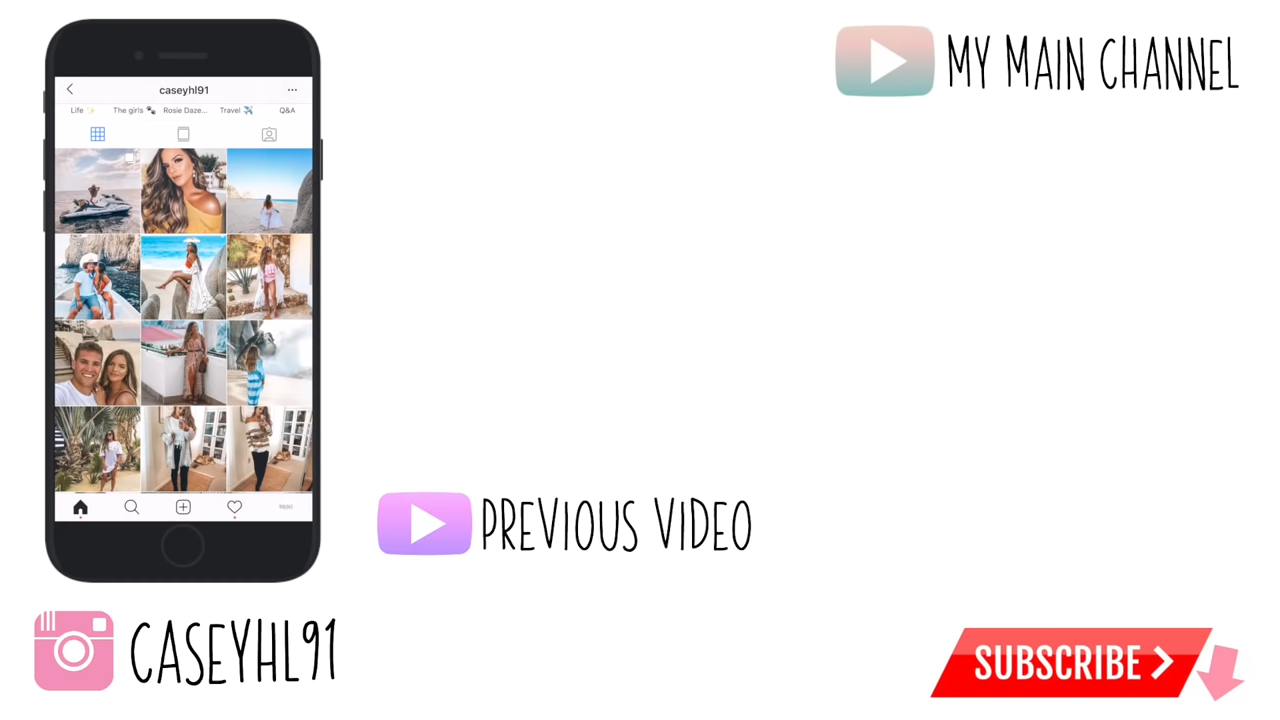 caseyhl91
Life ✨ The girls 🐾 Rosie Daze... Travel ✈️ Q&A
MY MAIN CHANNEL
PREVIOUS VIDEO
CASEYHL91
SUBSCRIBE